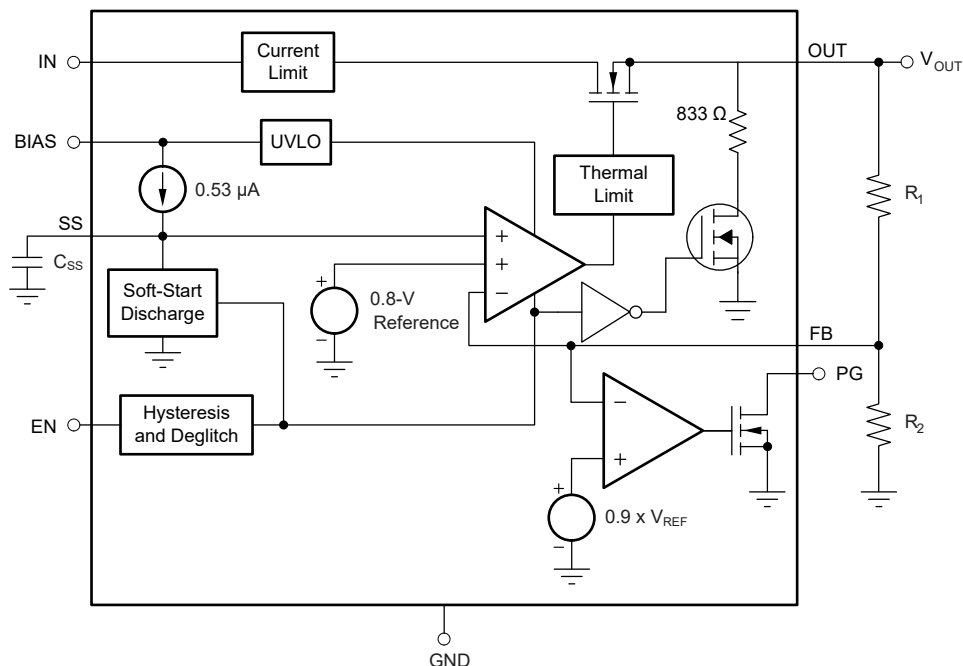 IN
Current
Limit
OUT
V_OUT
833 Ω
BIAS
UVLO
Thermal
Limit
0.53 µA
R_1
SS
C_SS
+
+
−
+
−
0.8-V
Reference
Soft-Start
Discharge
FB
PG
EN
Hysteresis
and Deglitch
−
+
R_2
+
−
0.9 x V_REF
GND